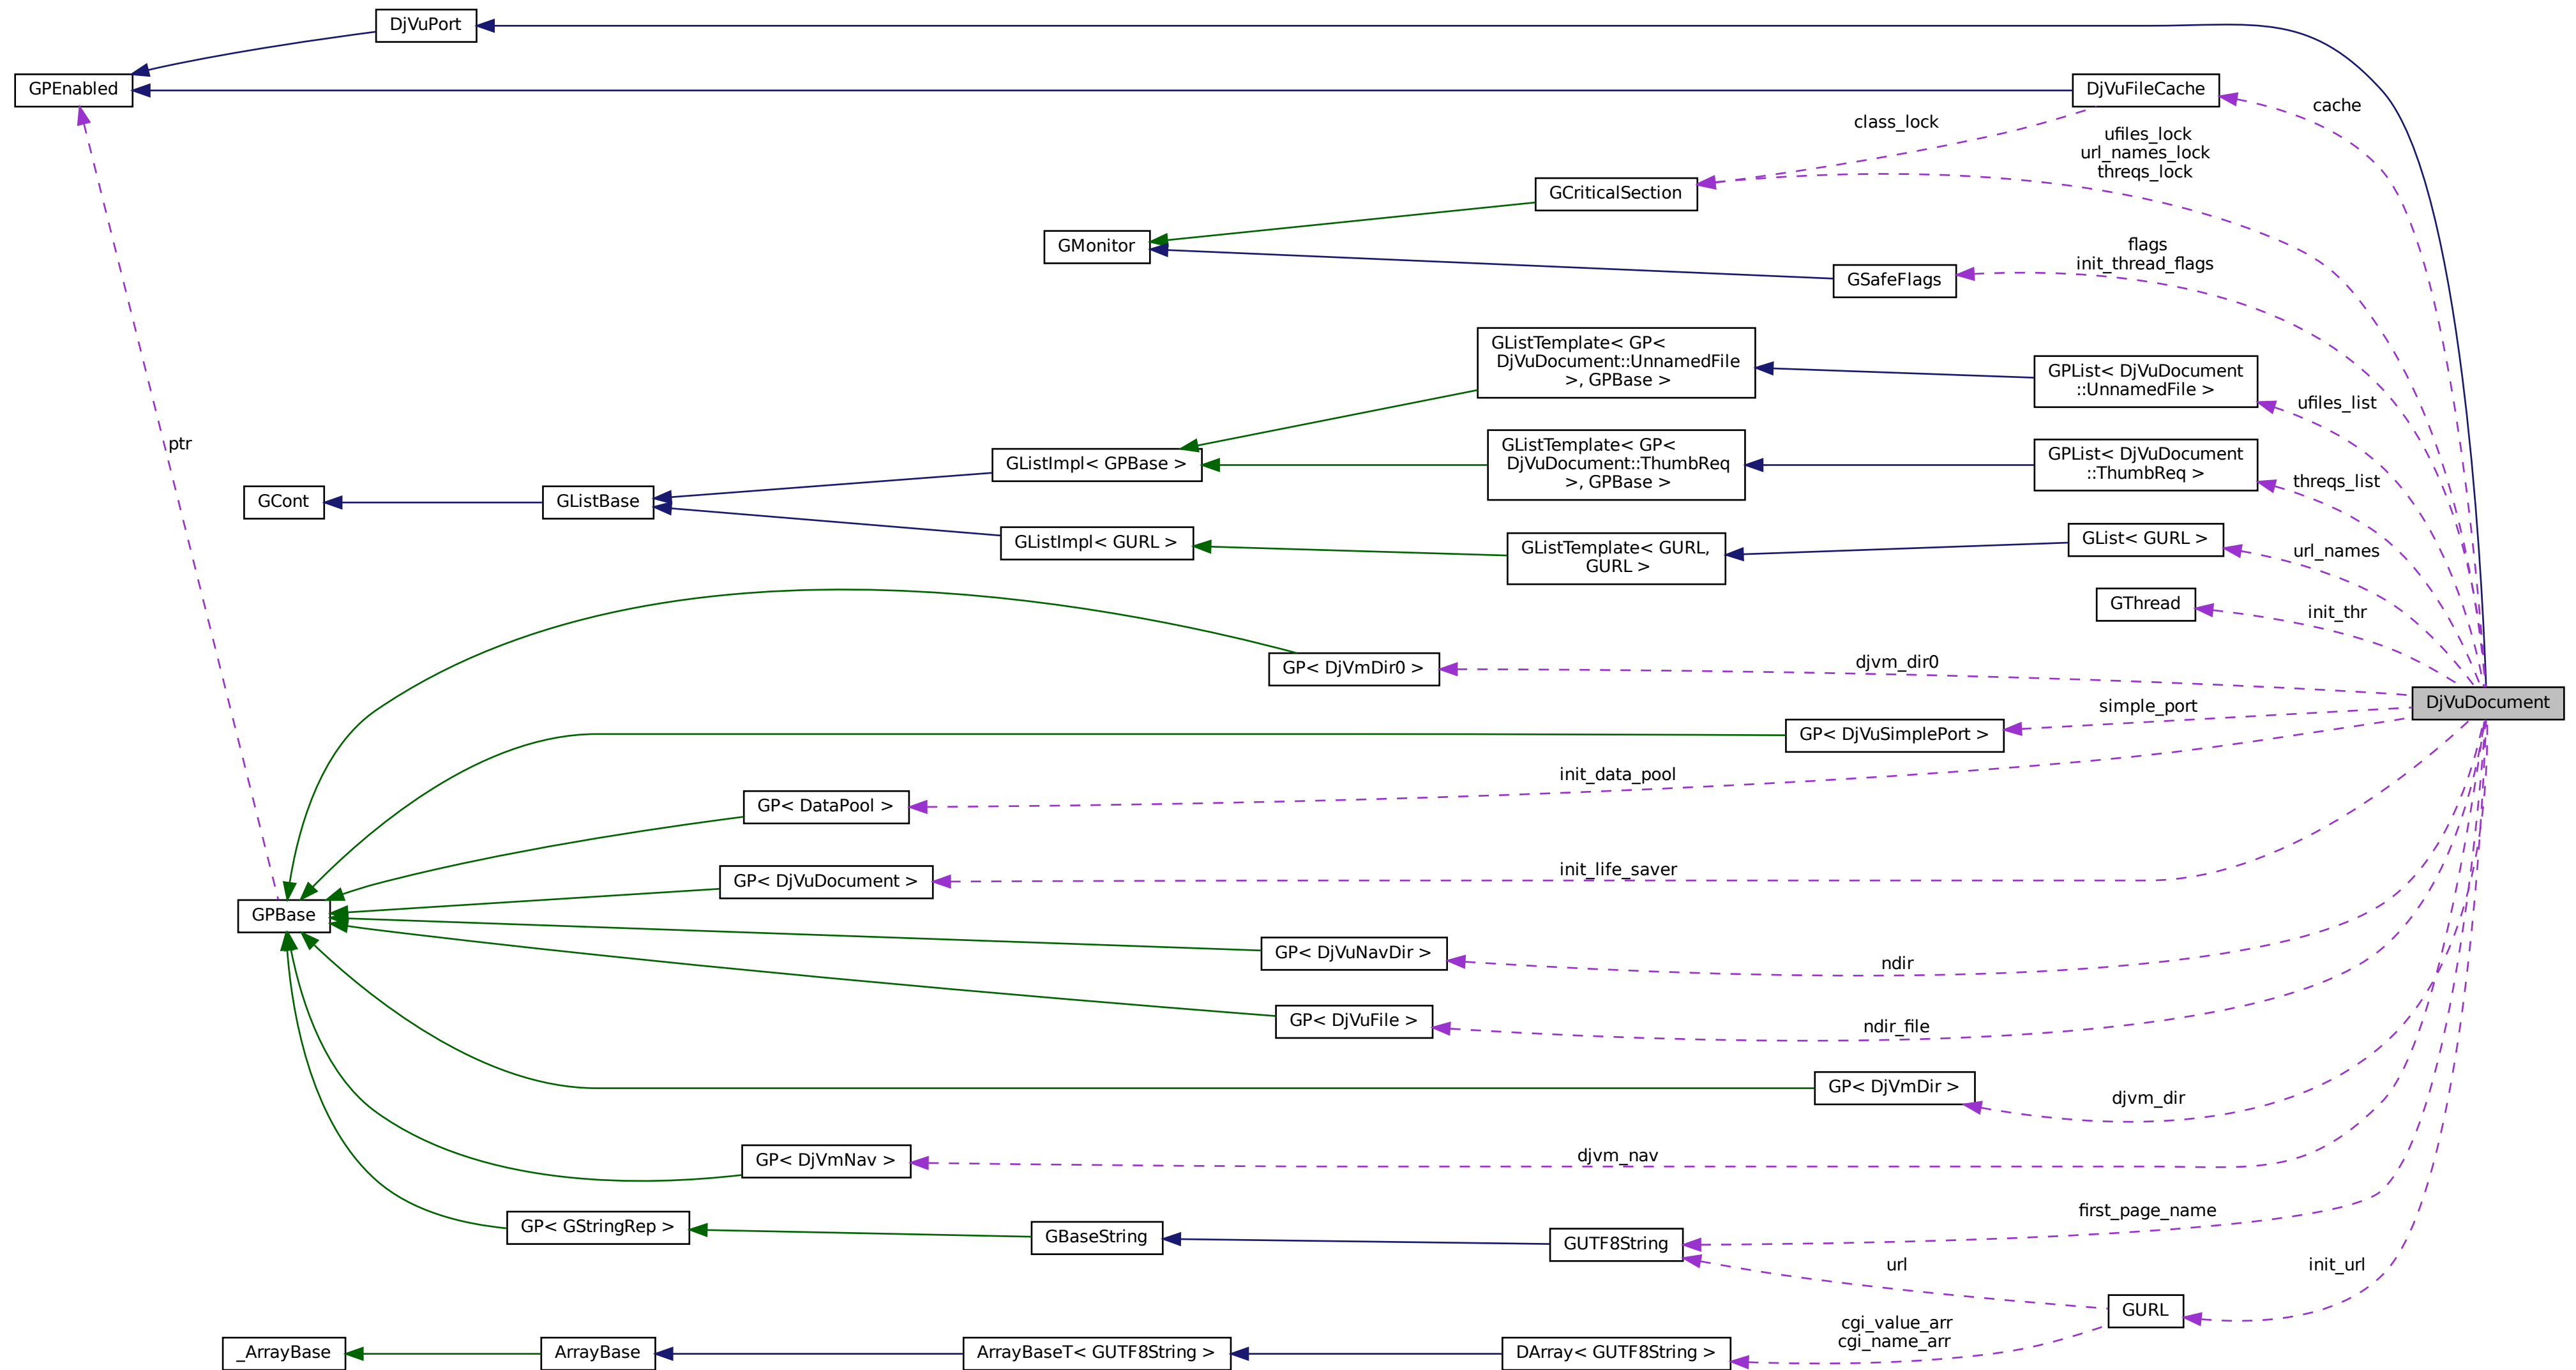 DjVuPort
GPEnabled
DjVuFileCache
cache
class_lock
ufiles_lock
url_names_lock
threqs_lock
GCriticalSection
GMonitor
flags
init_thread_flags
GSafeFlags
GListTemplate< GP<
DjVuDocument::UnnamedFile
>, GPBase >
GPList< DjVuDocument
::UnnamedFile >
ufiles_list
ptr
GListImpl< GPBase >
GListTemplate< GP<
DjVuDocument::ThumbReq
>, GPBase >
GPList< DjVuDocument
::ThumbReq >
threqs_list
GCont
GListBase
GListImpl< GURL >
GListTemplate< GURL,
GURL >
GList< GURL >
url_names
GThread
init_thr
GP< DjVmDir0 >
djvm_dir0
DjVuDocument
simple_port
GP< DjVuSimplePort >
init_data_pool
GP< DataPool >
init_life_saver
GP< DjVuDocument >
GPBase
GP< DjVuNavDir >
ndir
GP< DjVuFile >
ndir_file
GP< DjVmDir >
djvm_dir
GP< DjVmNav >
djvm_nav
first_page_name
GP< GStringRep >
GBaseString
GUTF8String
url
init_url
GURL
cgi_value_arr
cgi_name_arr
_ArrayBase
ArrayBase
ArrayBaseT< GUTF8String >
DArray< GUTF8String >